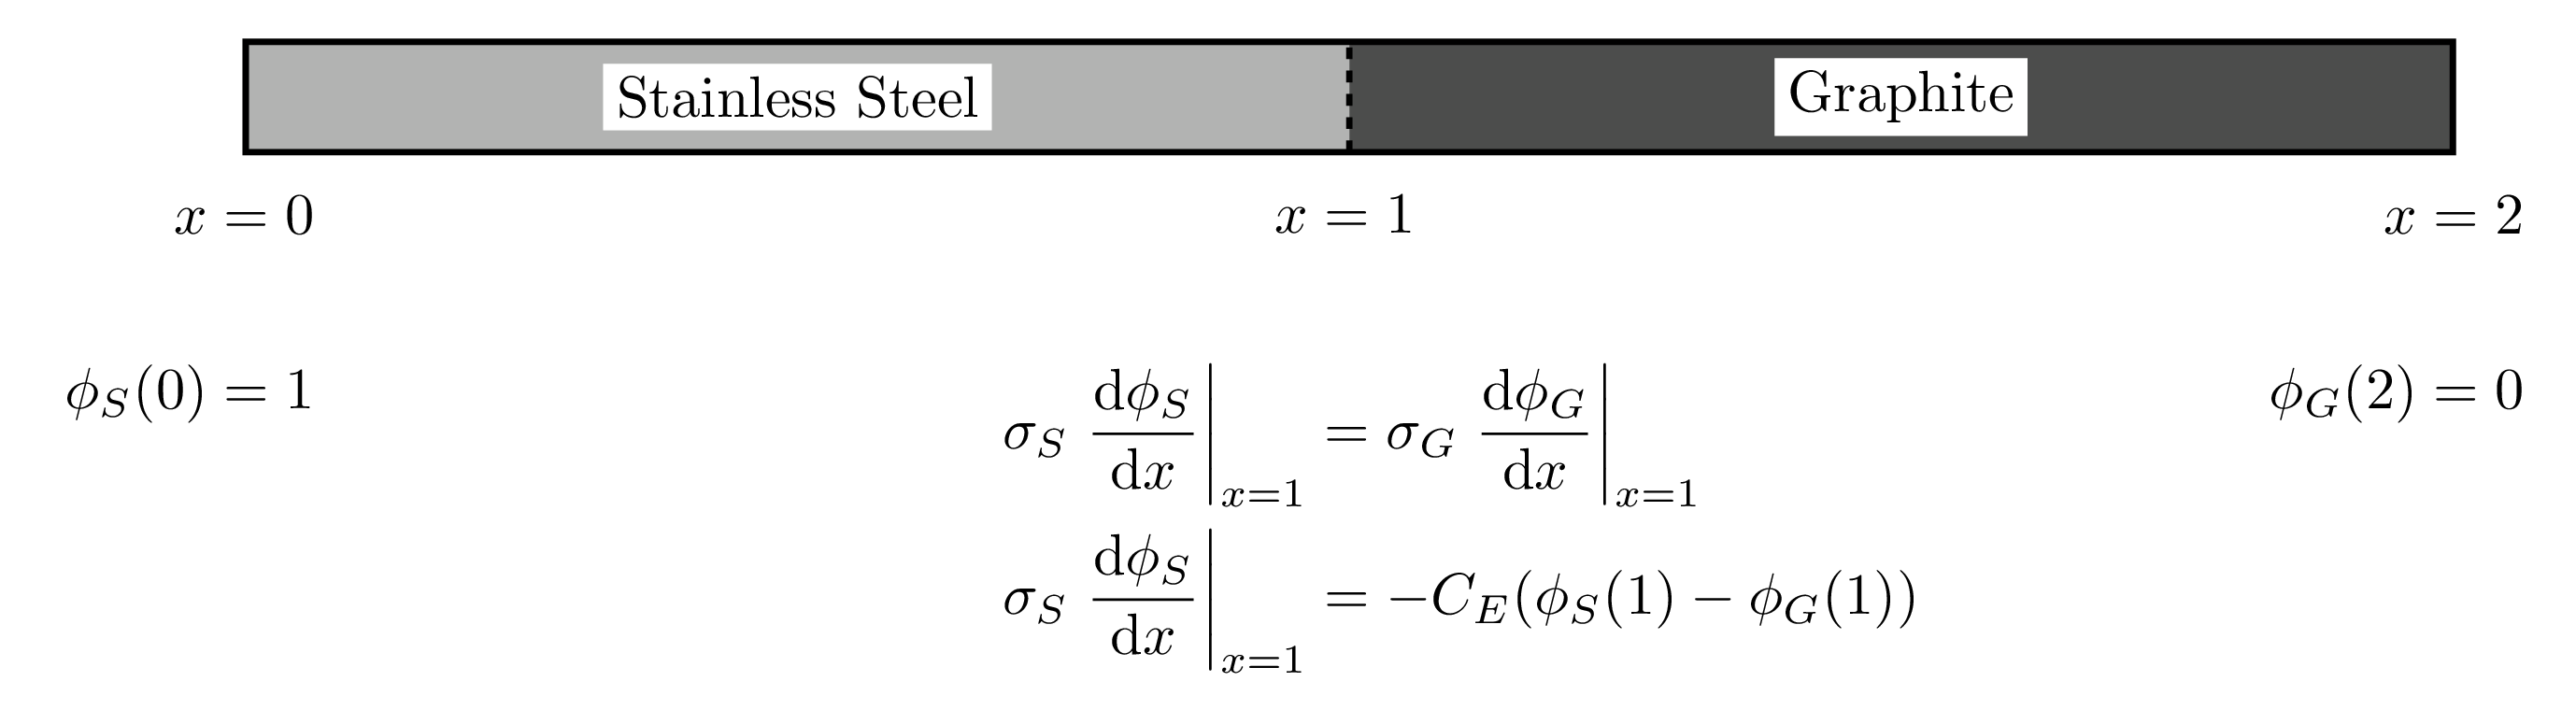 Stainless Steel Graphite
x = 0 x = 1 x = 2
ϕ_S(0) = 1 ϕ_G(2) = 0
σ_S dϕ_S/dx |_{x=1} = σ_G dϕ_G/dx |_{x=1}
σ_S dϕ_S/dx |_{x=1} = −C_E(ϕ_S(1) − ϕ_G(1))